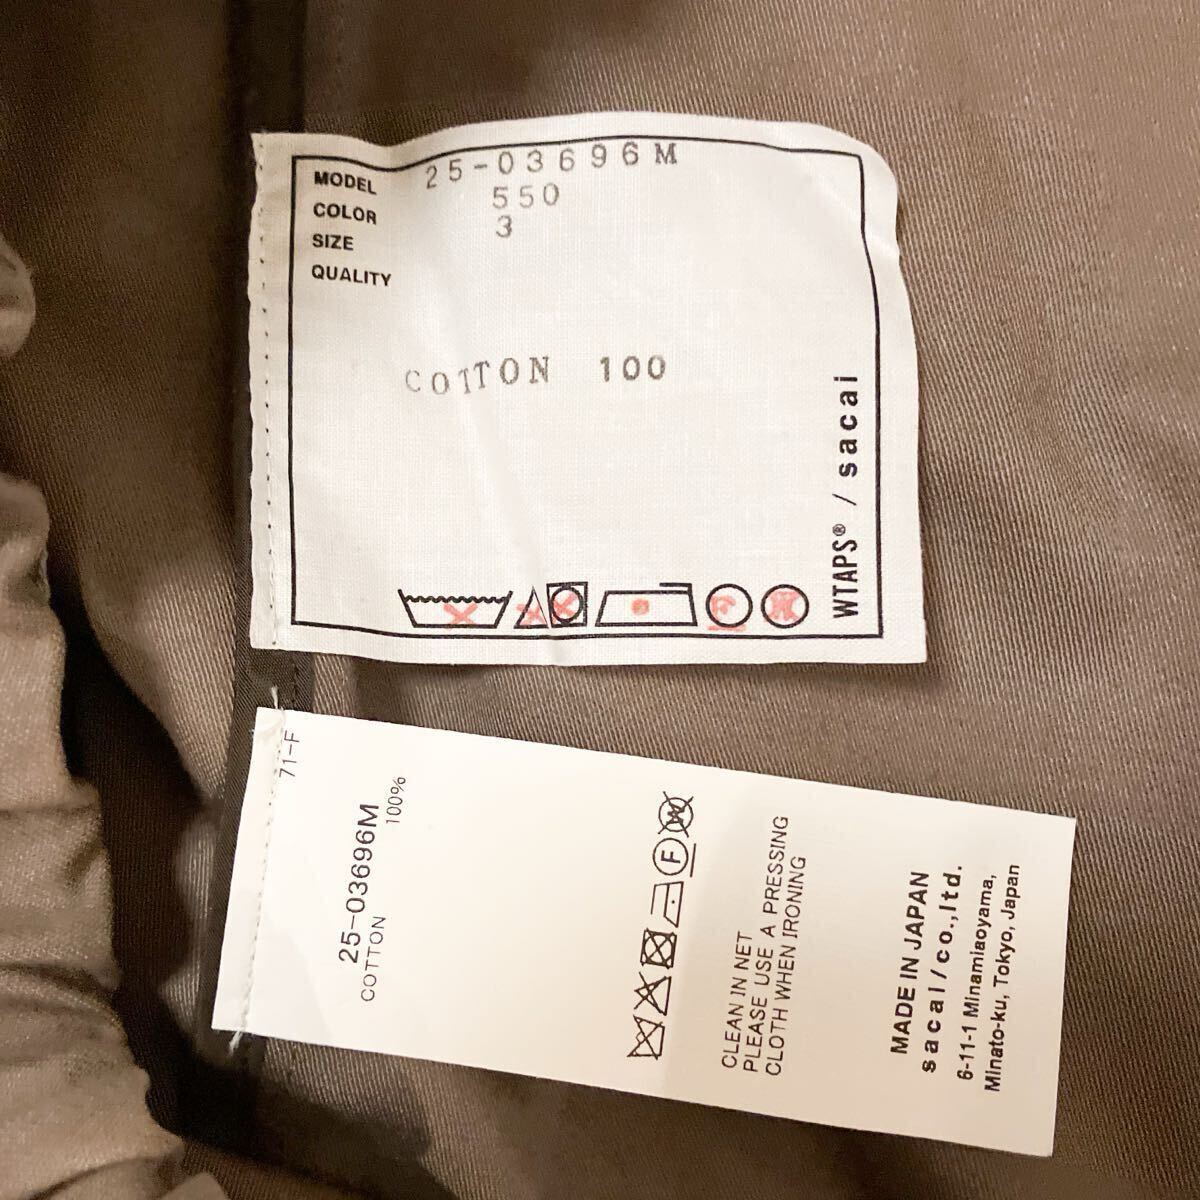 MODEL 25-03696M
COLOR 550
SIZE 3
QUALITY
COTTON 100
WTAPS® / sacai
71-F
25-03696M
COTTON 100%
F
W
CLEAN IN NET
PLEASE USE A PRESSING
CLOTH WHEN IRONING
MADE IN JAPAN
sacai/co.,ltd.
6-11-1 Minamiaoyama,
Minato-ku, Tokyo, Japan